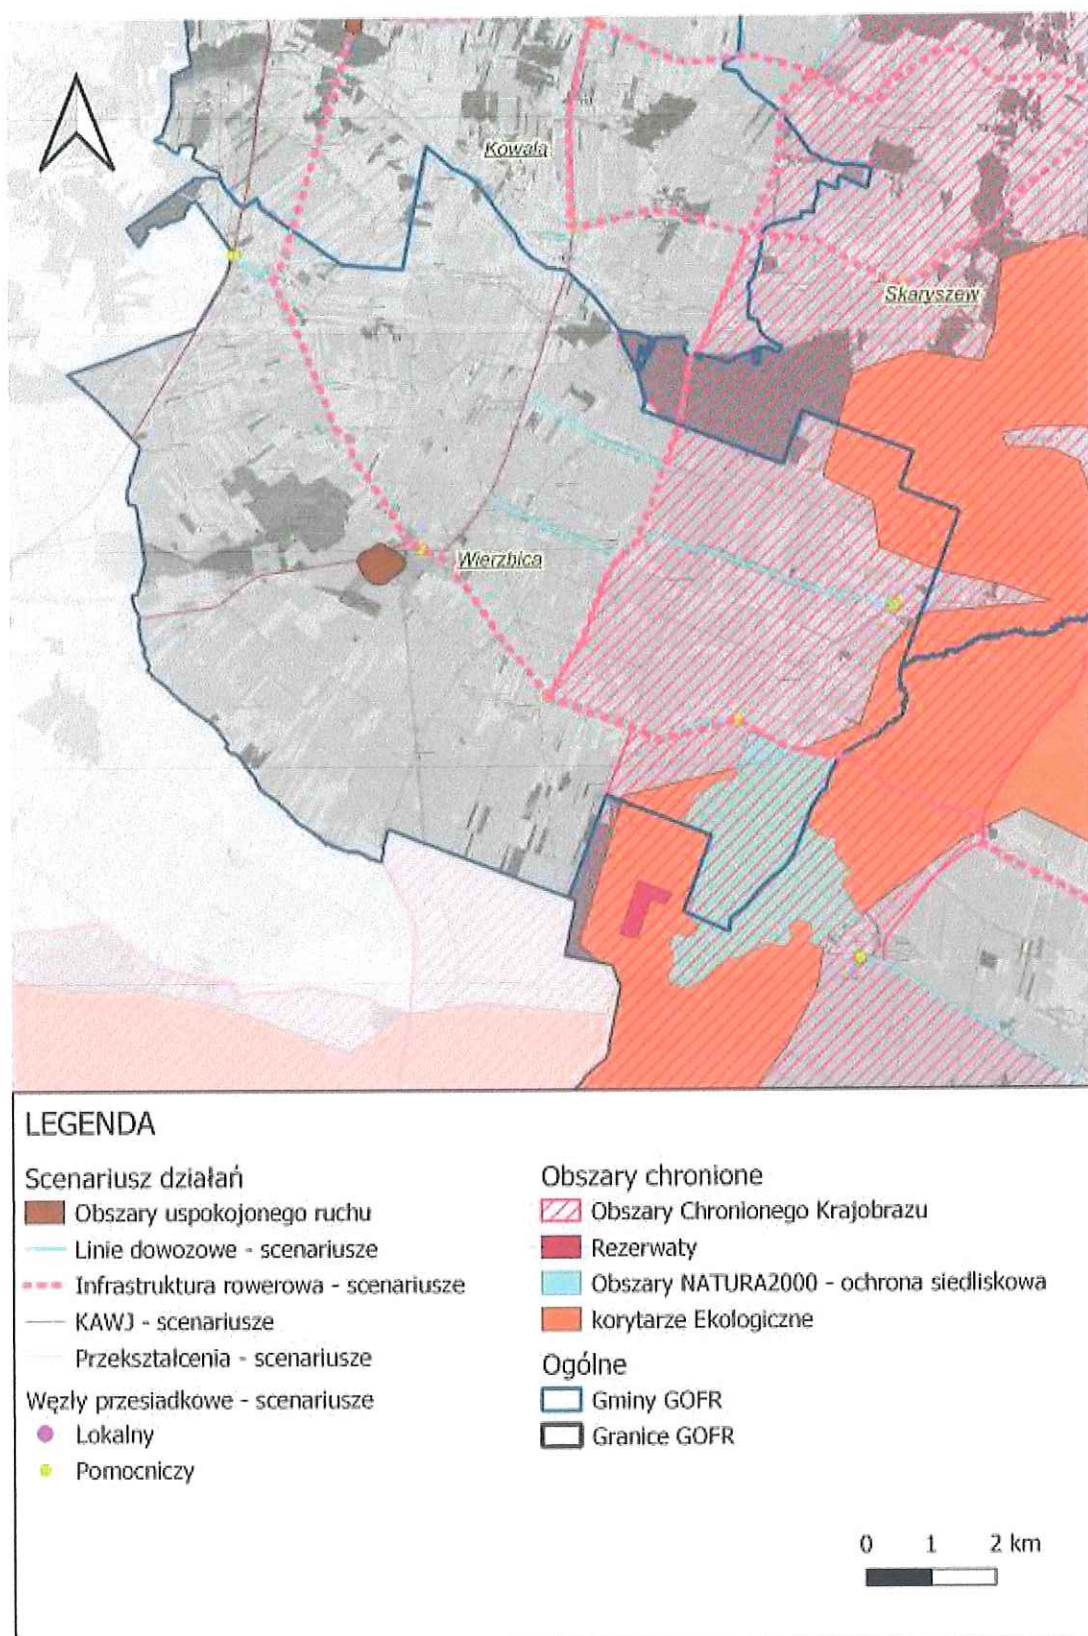 Kowala
Skaryszew
Wierzbica
LEGENDA
Scenariusz działań
Obszary uspokojonego ruchu
Linie dowozowe - scenariusze
Infrastruktura rowerowa - scenariusze
KAWJ - scenariusze
Przekształcenia - scenariusze
Węzły przesiadkowe - scenariusze
Lokalny
Pomocniczy
Obszary chronione
Obszary Chronionego Krajobrazu
Rezerwaty
Obszary NATURA2000 - ochrona siedliskowa
korytarze Ekologiczne
Ogólne
Gminy GOFR
Granice GOFR
0 1 2 km